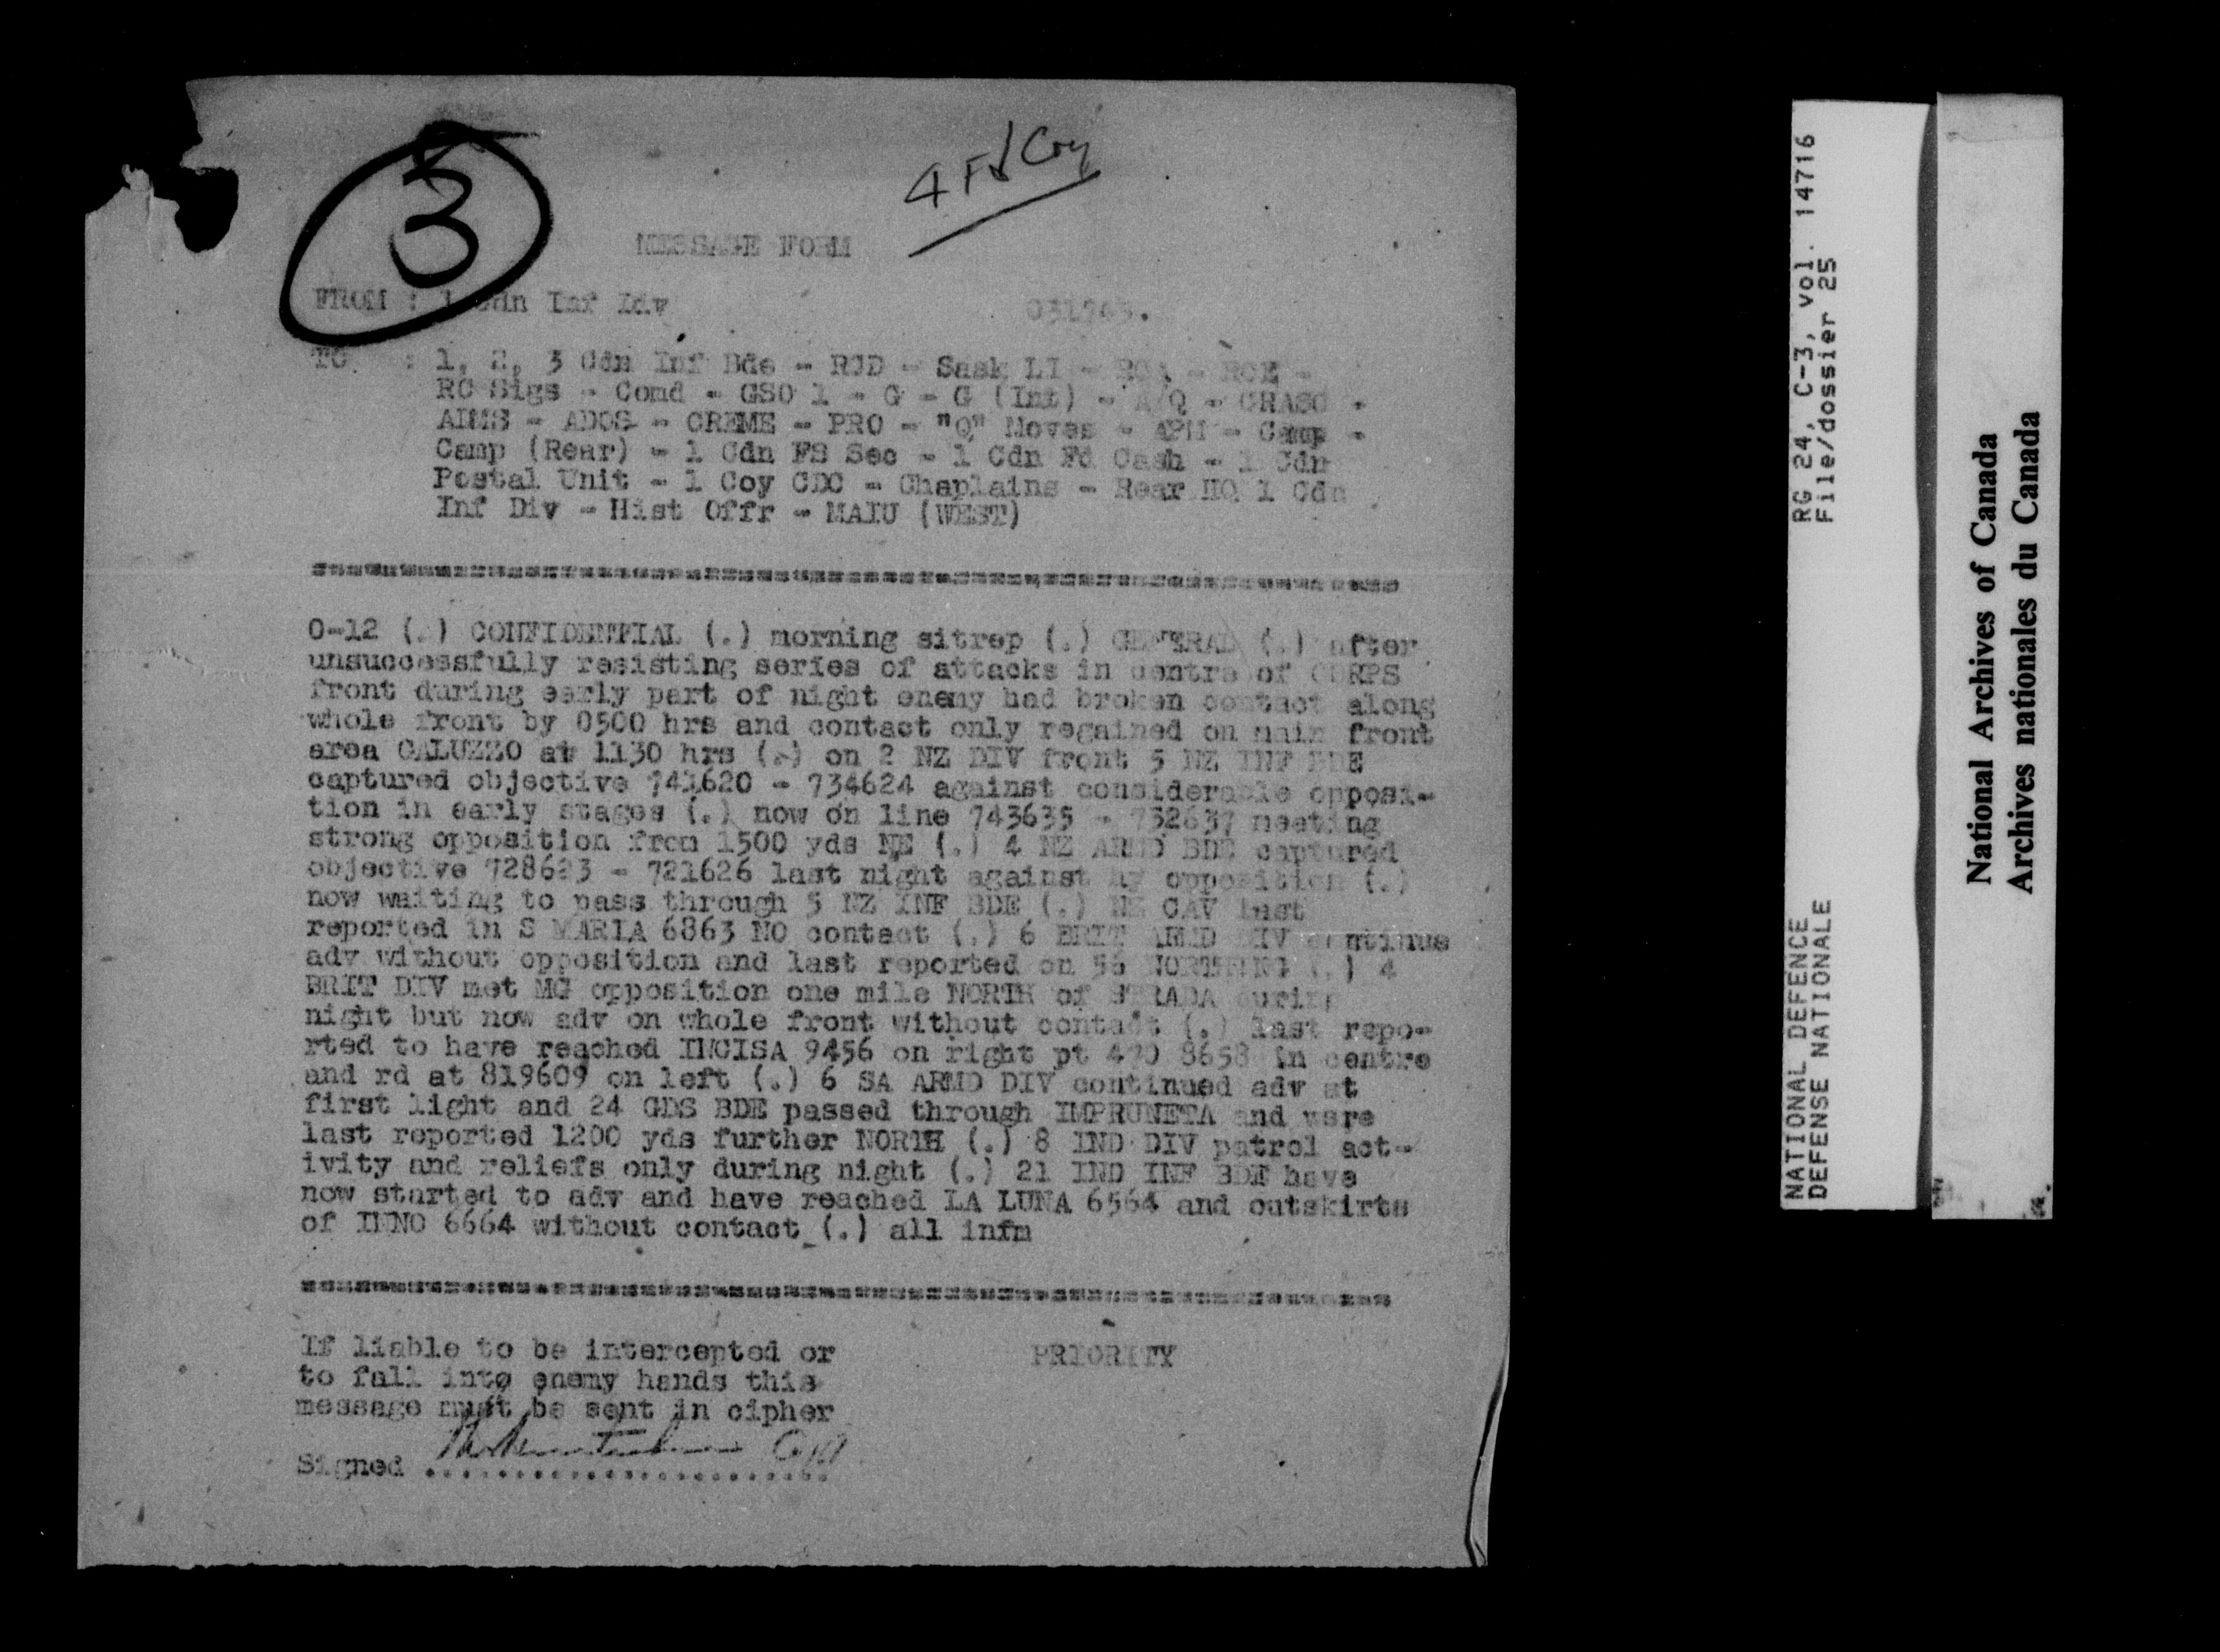 3
4 Fd Coy
MESSAGE FORM
FROM : 1 Cdn Inf Div
TO : 1, 2, 3 Cdn Inf Bde - RCD - Sask LI - RCA - RCE -
RC Sigs - Comd - GSO 1 - G - G (Int) - A/Q - CRASC -
ADMS - ADOS - CREME - PRO - "Q" Moves - APM - Camp -
Camp (Rear) - 1 Cdn FS Sec - 1 Cdn Fd Cash - 1 Cdn
Postal Unit - 1 Coy CDC - Chaplains - Rear HQ 1 Cdn
Inf Div - Hist Offr - MAIU (WEST)
O-12 (.) CONFIDENTIAL (.) morning sitrep (.) GENERAL (.) after
unsuccessfully resisting series of attacks in centre of CORPS
front during early part of night enemy had broken contact along
whole front by 0500 hrs and contact only regained on main front
area GALUZZO at 1130 hrs (.) on 2 NZ DIV front 5 NZ INF BDE
captured objective 741620 - 734624 against considerable opposi-
tion in early stages (.) now on line 743635 - 732637 meeting
strong opposition from 1500 yds NE (.) 4 NZ ARMD BDE captured
objective 728623 - 721626 last night against hy opposition (.)
now waiting to pass through 5 NZ INF BDE (.) NZ CAV last
reported in S MARIA 6863 NO contact (.) 6 BRIT ARMD DIV continue
adv without opposition and last reported on 56 NORTHING (.) 4
BRIT DIV met MG opposition one mile NORTH of STRADA during
night but now adv on whole front without contact (.) last repo-
rted to have reached INCISA 9456 on right pt 420 8658 in centre
and rd at 819609 on left (.) 6 SA ARMD DIV continued adv at
first light and 24 GDS BDE passed through IMPRUNETA and were
last reported 1200 yds further NORTH (.) 8 IND DIV patrol act-
ivity and reliefs only during night (.) 21 IND INF BDE have
now started to adv and have reached LA LUNA 6564 and outskirts
of INNO 6664 without contact (.) all infm
If liable to be intercepted or
to fall into enemy hands this
message must be sent in cipher
PRIORITY
Signed
RG 24, C-3, vol. 14716
File/dossier 25
NATIONAL DEFENCE
DEFENSE NATIONALE
National Archives of Canada
Archives nationales du Canada